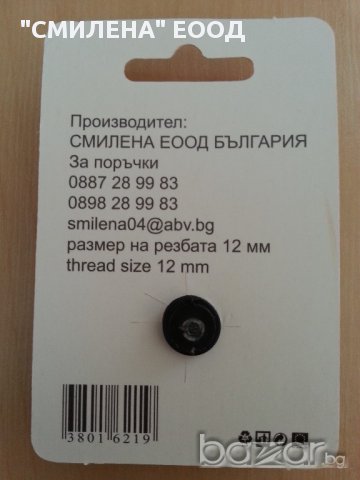 "СМИЛЕНА" ЕООД
Производител:
СМИЛЕНА ЕООД БЪЛГАРИЯ
За поръчки
0887 28 99 83
0898 28 99 83
smilena04@abv.bg
размер на резбата 12 мм
thread size 12 mm
3801 6219
bazar.bg